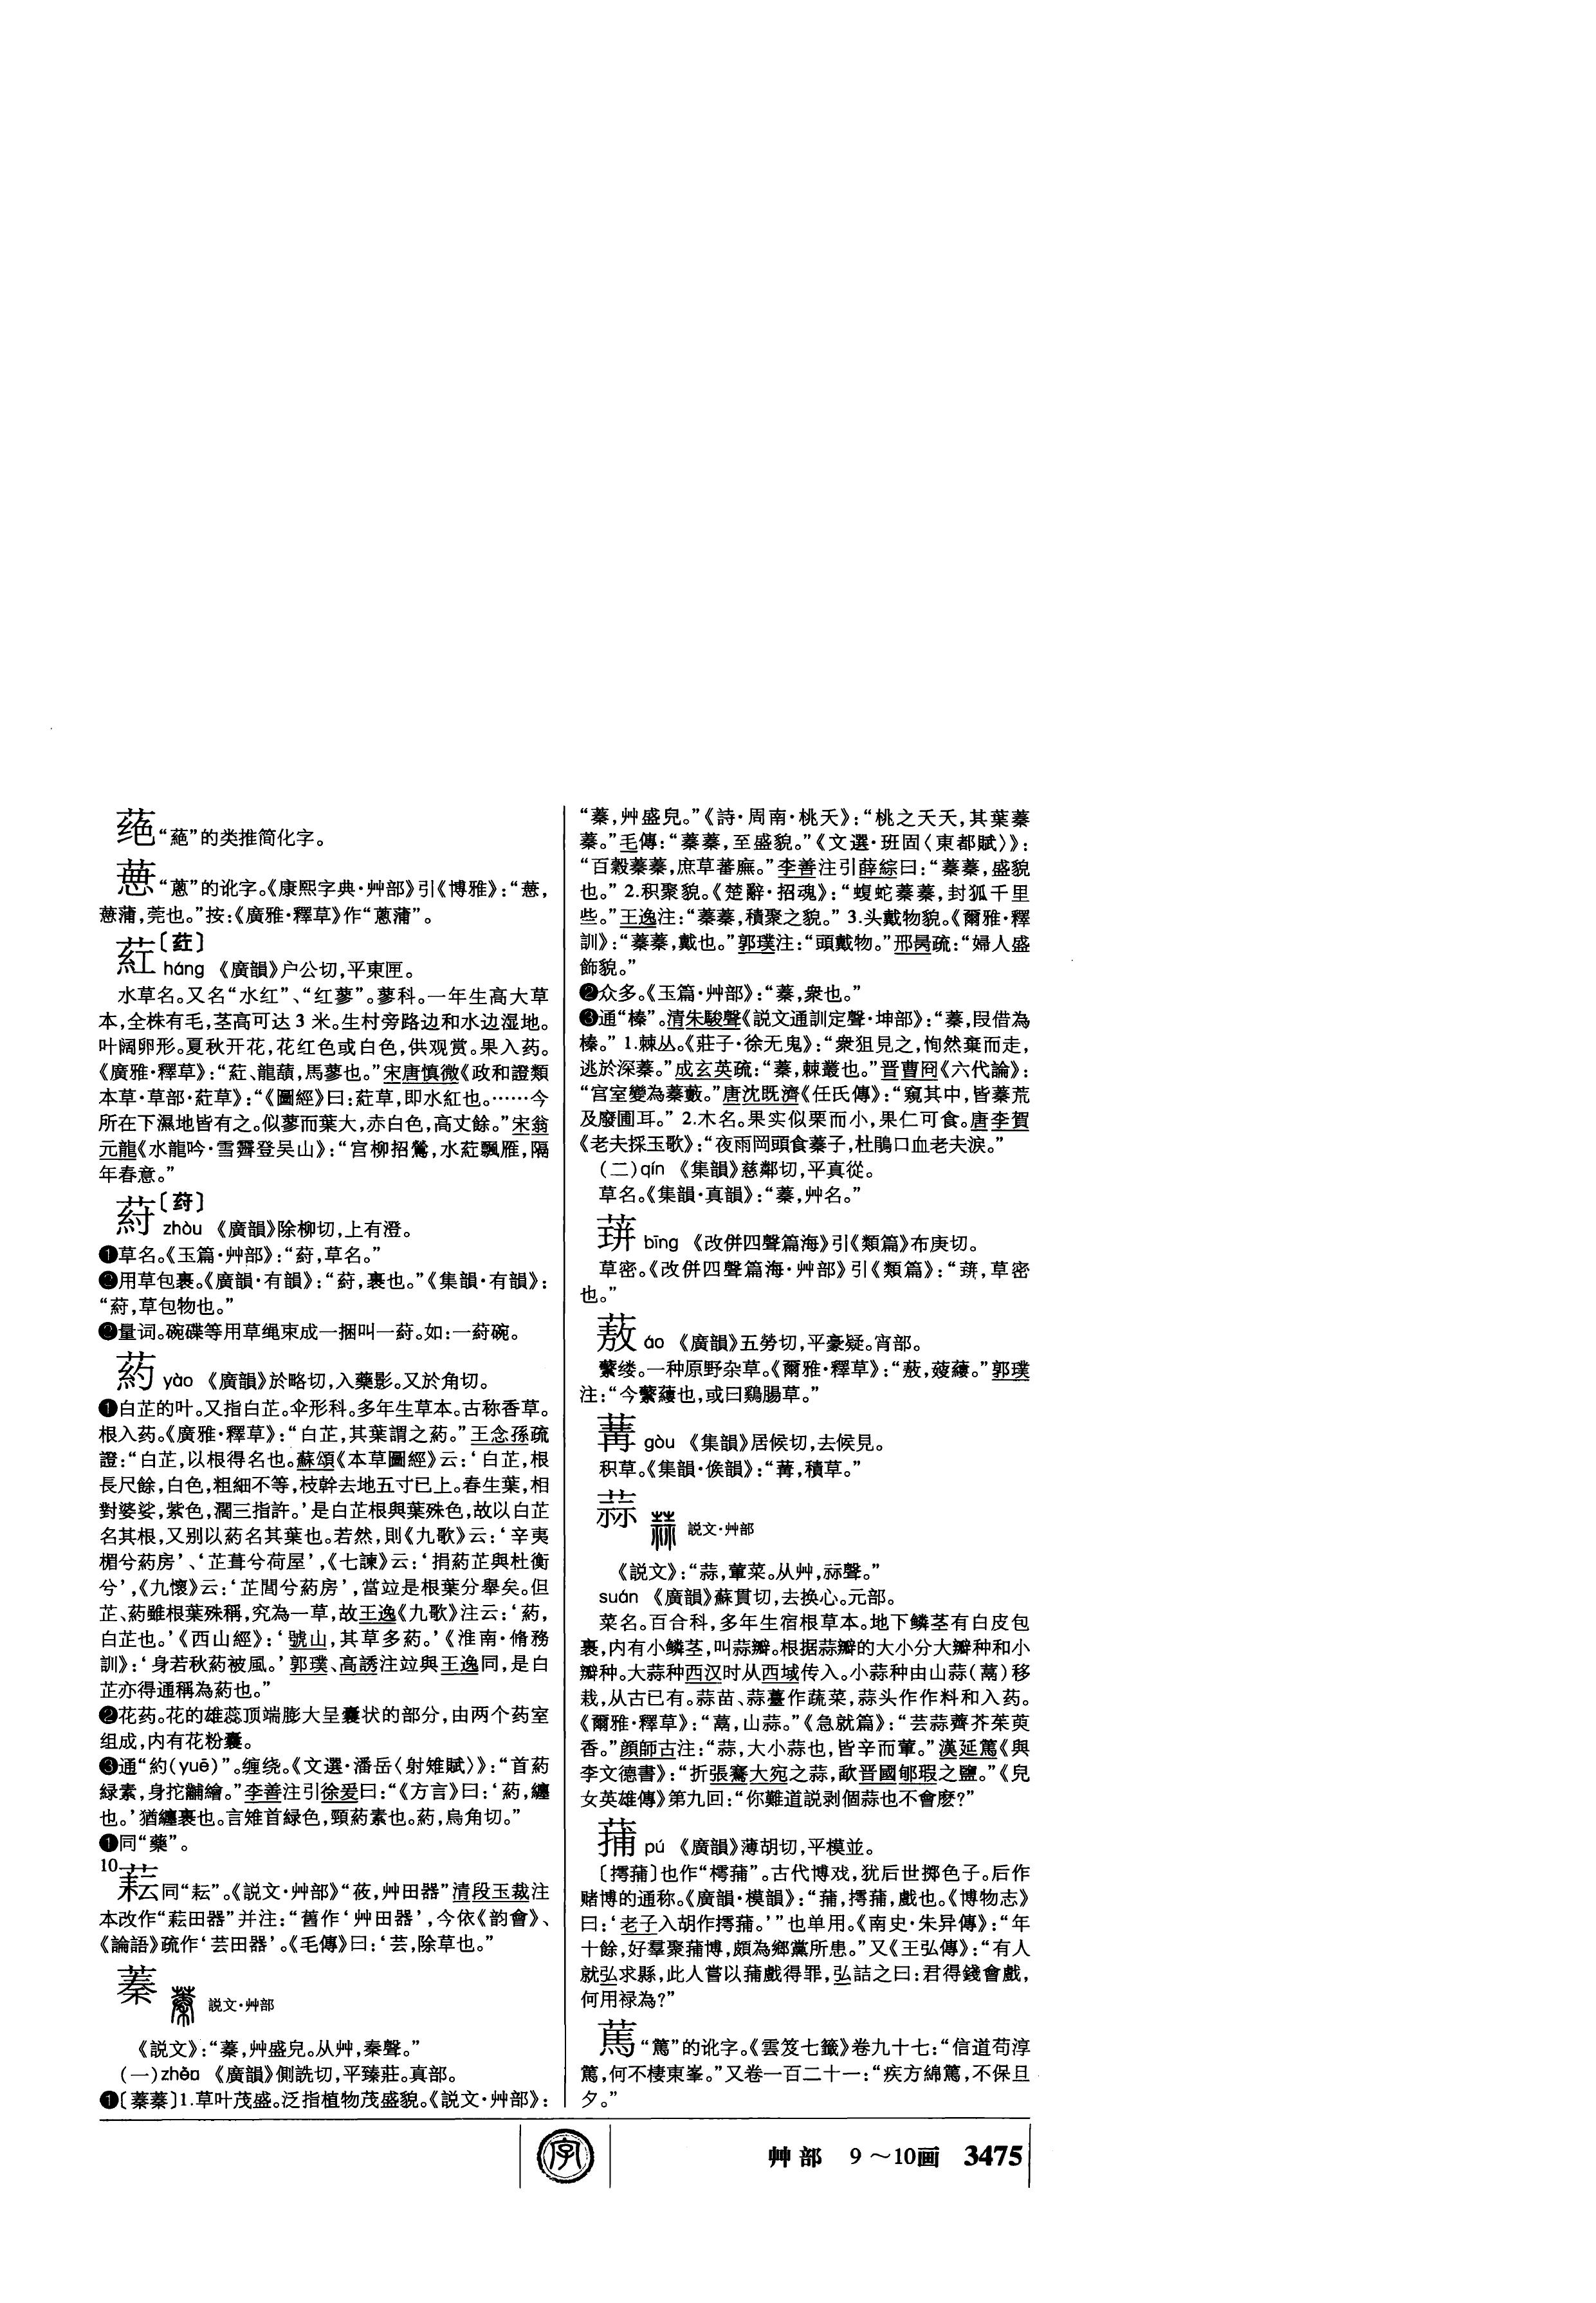 “葩”的类推简化字。
“蔥”的讹字。《康熙字典·艸部》引《博雅》：“䓗，
蒲，莞也。”按：《廣雅·釋草》作“蔥蒲”。
葒〔荭〕
háng 《廣韻》户公切，平東匣。
水草名。又名“水红”、“红蓼”。蓼科。一年生高大草
本，全株有毛，茎高可达 3 米。生村旁路边和水边湿地。
叶阔卵形。夏秋开花，花红色或白色，供观赏。果入药。
《廣雅·釋草》：“葒、龍䕬，馬蓼也。”宋唐慎微《政和證類
本草·草部·葒草》：“《圖經》曰：葒草，即水紅也。……今
所在下濕地皆有之。似蓼而葉大，赤白色，高丈餘。”宋翁
元龍《水龍吟·雪霽登吴山》：“宫柳招鶯，水葒飄雁，隔
年春意。”
葤〔荮〕
zhòu 《廣韻》除柳切，上有澄。
❶草名。《玉篇·艸部》：“葤，草名。”
❷用草包裹。《廣韻·有韻》：“葤，裹也。”《集韻·有韻》：
“葤，草包物也。”
❸量词。碗碟等用草绳束成一捆叫一葤。如：一葤碗。
葯 yào 《廣韻》於略切，入藥影。又於角切。
❶白芷的叶。又指白芷。伞形科。多年生草本。古称香草。
根入药。《廣雅·釋草》：“白芷，其葉謂之葯。”王念孫疏
證：“白芷，以根得名也。蘇頌《本草圖經》云：‘白芷，根
長尺餘，白色，粗細不等，枝幹去地五寸已上。春生葉，相
對婆娑，紫色，濶三指許。’是白芷根與葉殊色，故以白芷
名其根，又别以葯名其葉也。若然，則《九歌》云：‘辛夷
楣兮葯房’、‘芷葺兮荷屋’，《七諫》云：‘捐葯芷與杜衡
兮’，《九懷》云：‘芷閭兮葯房’，當竝是根葉分舉矣。但
芷、葯雖根葉殊稱，究為一草，故王逸《九歌》注云：‘葯，
白芷也。’《西山經》：‘號山，其草多葯。’《淮南·脩務
訓》：‘身若秋葯被風。’郭璞、高誘注竝與王逸同，是白
芷亦得通稱為葯也。”
❷花药。花的雄蕊顶端膨大呈囊状的部分，由两个药室
组成，内有花粉囊。
❸通“約(yuē)”。缠绕。《文選·潘岳〈射雉賦〉》：“首葯
緑素，身拕黼繪。”李善注引徐爰曰：“《方言》曰：‘葯，纏
也。’猶纏裹也。言雉首緑色，頸葯素也。葯，烏角切。”
❶同“藥”。
10
䕀同“耘”。《説文·艸部》“莜，艸田器”清段玉裁注
本改作“䕀田器”并注：“舊作‘艸田器’，今依《韵會》、
《論語》疏作‘芸田器’。《毛傳》曰：‘芸，除草也。”
蓁 説文·艸部
《説文》：“蓁，艸盛皃。从艸，秦聲。”
(一)zhēn 《廣韻》側詵切，平臻莊。真部。
❶〔蓁蓁〕1.草叶茂盛。泛指植物茂盛貌。《説文·艸部》：
“蓁，艸盛皃。”《詩·周南·桃夭》：“桃之夭夭，其葉蓁
蓁。”毛傳：“蓁蓁，至盛貌。”《文選·班固〈東都賦〉》：
“百穀蓁蓁，庶草蕃廡。”李善注引薛綜曰：“蓁蓁，盛貌
也。” 2.积聚貌。《楚辭·招魂》：“蝮蛇蓁蓁，封狐千里
些。”王逸注：“蓁蓁，積聚之貌。” 3.头戴物貌。《爾雅·釋
訓》：“蓁蓁，戴也。”郭璞注：“頭戴物。”邢昺疏：“婦人盛
飾貌。”
❷众多。《玉篇·艸部》：“蓁，衆也。”
❸通“榛”。清朱駿聲《説文通訓定聲·坤部》：“蓁，叚借為
榛。” 1.棘丛。《莊子·徐无鬼》：“衆狙見之，恂然棄而走，
逃於深蓁。”成玄英疏：“蓁，棘叢也。”晋曹冏《六代論》：
“宫室變為蓁藪。”唐沈既濟《任氏傳》：“窺其中，皆蓁荒
及廢圃耳。” 2.木名。果实似栗而小，果仁可食。唐李賀
《老夫採玉歌》：“夜雨岡頭食蓁子，杜鵑口血老夫淚。”
(二)qín 《集韻》慈鄰切，平真從。
草名。《集韻·真韻》：“蓁，艸名。”
bīng 《改併四聲篇海》引《類篇》布庚切。
草密。《改併四聲篇海·艸部》引《類篇》：“，草密
也。”
蔜 áo 《廣韻》五勞切，平豪疑。宵部。
蘩缕。一种原野杂草。《爾雅·釋草》：“蔜，薞蔞。”郭璞
注：“今蘩蔞也，或曰鷄腸草。”
蒨 gòu 《集韻》居候切，去候見。
积草。《集韻·候韻》：“，積草。”
蒜 説文·艸部
《説文》：“蒜，葷菜。从艸，祘聲。”
suán 《廣韻》蘇貫切，去换心。元部。
菜名。百合科，多年生宿根草本。地下鳞茎有白皮包
裹，内有小鳞茎，叫蒜瓣。根据蒜瓣的大小分大瓣种和小
瓣种。大蒜种西汉时从西域传入。小蒜种由山蒜(蒚)移
栽，从古已有。蒜苗、蒜薹作蔬菜，蒜头作作料和入药。
《爾雅·釋草》：“蒚，山蒜。”《急就篇》：“芸蒜薺芥茱萸
香。”顔師古注：“蒜，大小蒜也，皆辛而葷。”漢延篤《與
李文德書》：“折張騫大宛之蒜，歃晋國郇瑕之鹽。”《兒
女英雄傳》第九回：“你難道説剥個蒜也不會麽？”
蒱 pú 《廣韻》薄胡切，平模並。
〔摴蒱〕也作“樗蒱”。古代博戏，犹后世掷色子。后作
赌博的通称。《廣韻·模韻》：“蒱，摴蒱，戲也。《博物志》
曰：‘老子入胡作摴蒱。’”也单用。《南史·朱异傳》：“年
十餘，好羣聚蒱博，頗為鄉黨所患。”又《王弘傳》：“有人
就弘求縣，此人嘗以蒱戲得罪，弘詰之曰：君得錢會戲，
何用禄為？”
“篤”的讹字。《雲笈七籤》卷九十七：“信道苟淳
，何不棲東峯。”又卷一百二十一：“疾方綿，不保旦
夕。”
字
艸部 9～10画 3475